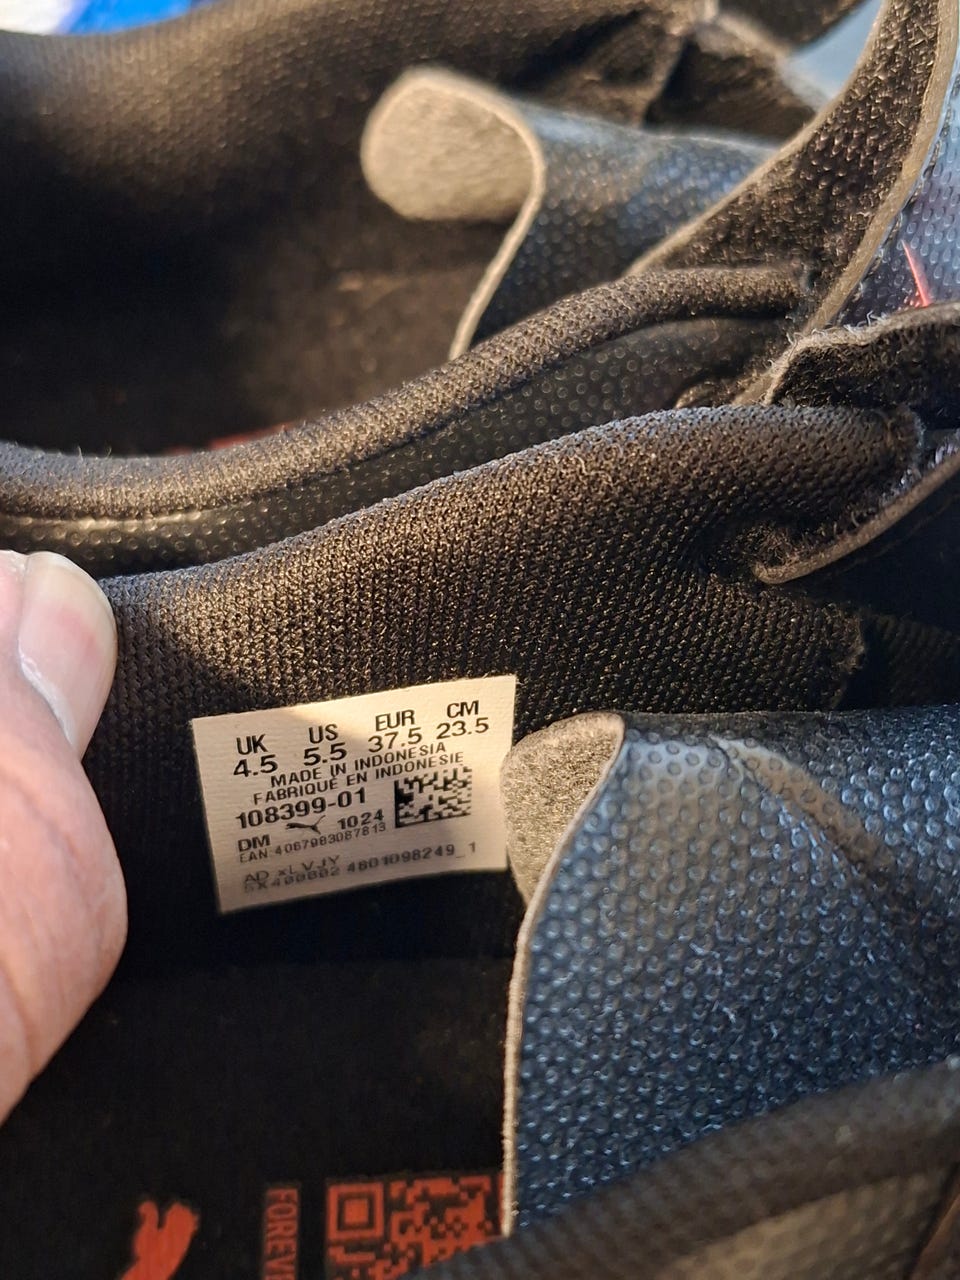 UK US EUR CM
4.5 5.5 37.5 23.5
MADE IN INDONESIA
FABRIQUÉ EN INDONESIE
108399-01
DM 1024
EAN:4067983087813
AD xLVJY
4801098249_1